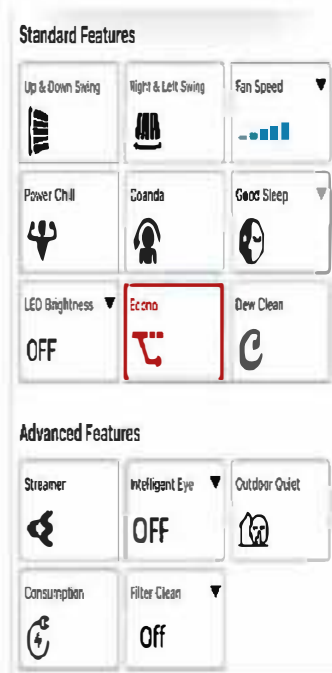 Standard Features
Up & Down Swing
Right & Left Swing
Fan Speed
Power Chill
Coanda
Good Sleep
LED Brightness
OFF
Econo
Dew Clean
Advanced Features
Streamer
Intelligent Eye
OFF
Outdoor Quiet
Consumption
Filter Clean
Off